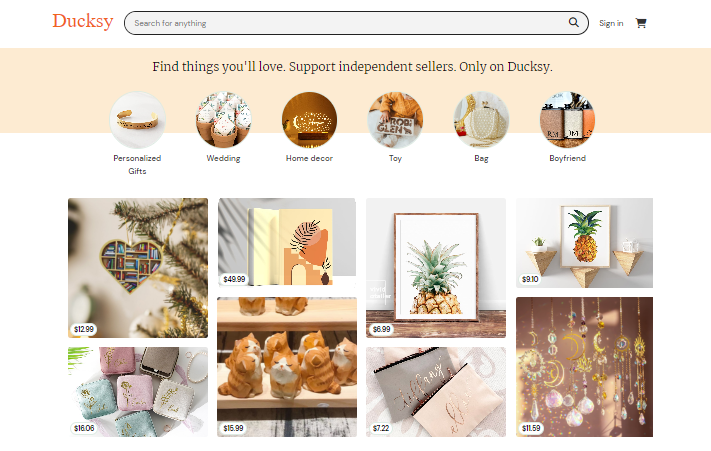 Ducksy
Search for anything
Sign in
Find things you'll love. Support independent sellers. Only on Ducksy.
Personalized
Gifts
Wedding
Home decor
Toy
Bag
Boyfriend
$12.99
$49.99
$6.99
$9.10
$16.06
$15.99
$7.22
$11.59